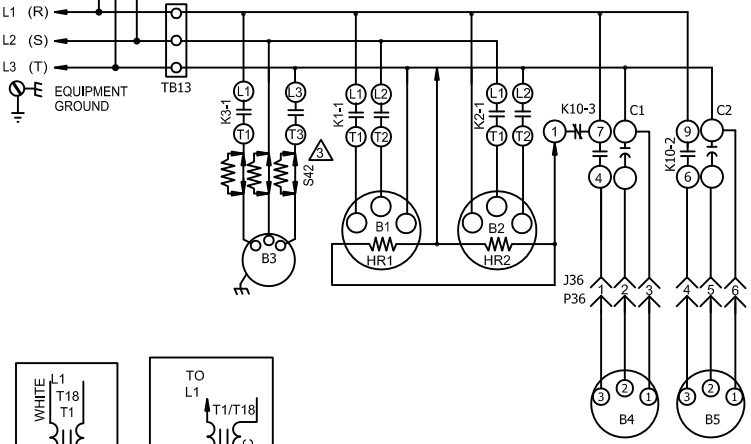 L1 (R)
L2 (S)
L3 (T)
EQUIPMENT
GROUND
TB13
L1
L3
L1
L2
L1
L2
K3-1
K1-1
K2-1
T1
T3
T1
T2
T1
T2
3
S42
K10-3
C1
C2
1
7
9
K10-2
4
6
B1
B2
B3
HR1
HR2
J36
P36
1
2
3
4
5
6
3
2
1
3
2
1
B4
B5
WHITE
L1
T18
T1
TO
L1
T1/T18